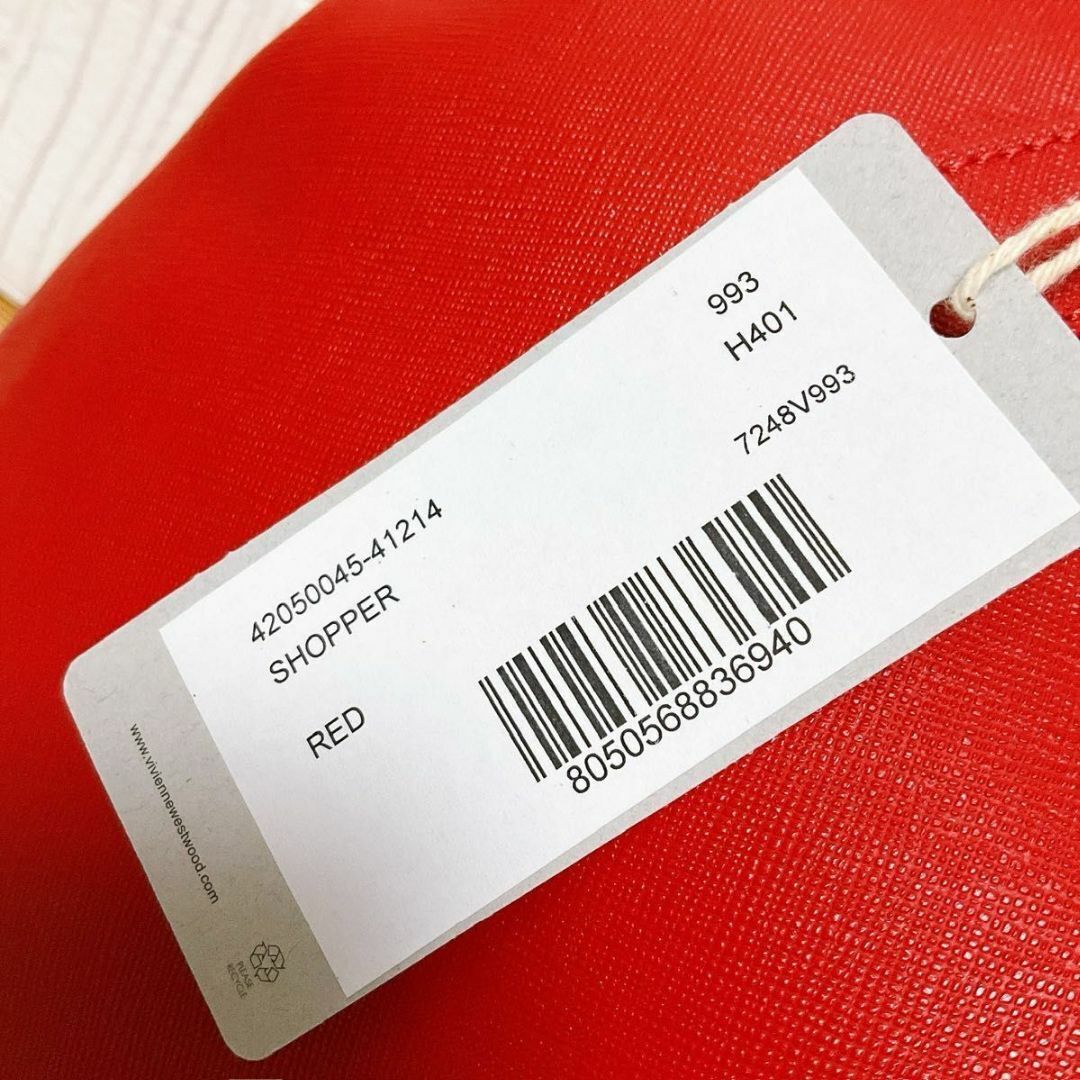 993
H401
7248V993
42050045-41214
SHOPPER
RED
8050568836940
www.viviennewestwood.com
PLEASE
RECYCLE